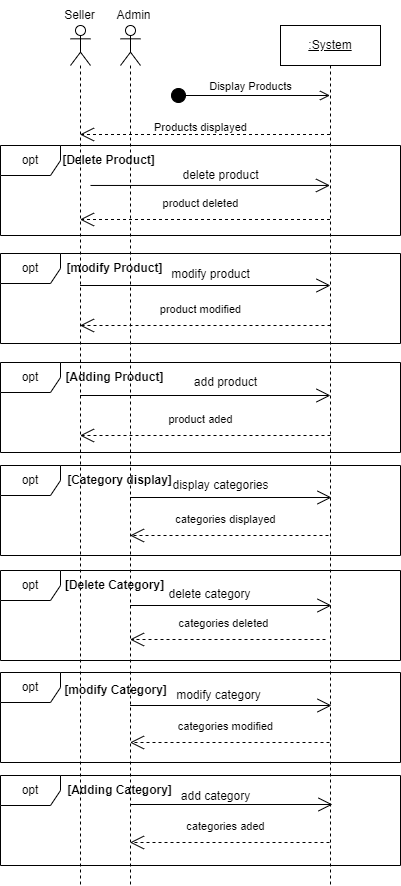 Seller
Admin
:System
Display Products
Products displayed
opt
[Delete Product]
delete product
product deleted
opt
[modify Product]
modify product
product modified
opt
[Adding Product]
add product
product aded
opt
[Category display]
display categories
categories displayed
opt
[Delete Category]
delete category
categories deleted
opt
[modify Category]
modify category
categories modified
opt
[Adding Category]
add category
categories aded